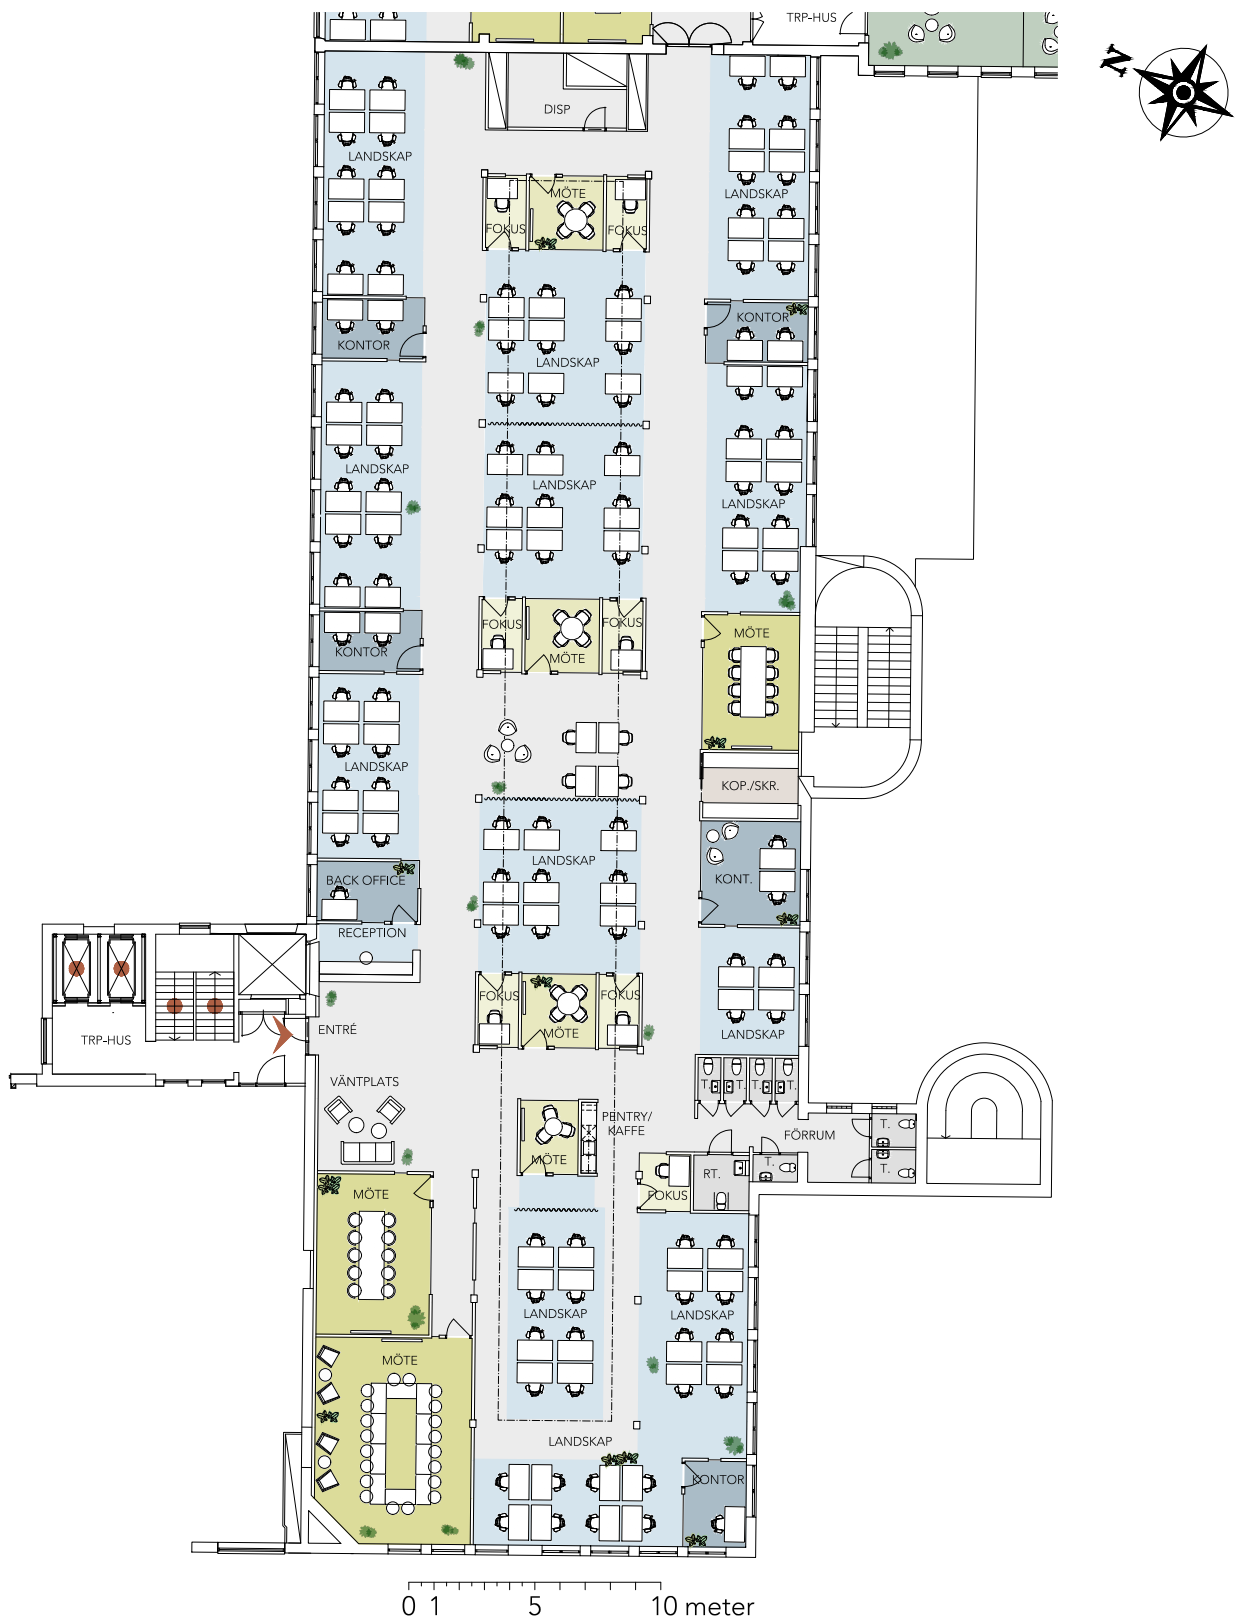 TRP-HUS
N
DISP
LANDSKAP
MÖTE
LANDSKAP
FOKUS
FOKUS
KONTOR
KONTOR
LANDSKAP
LANDSKAP
LANDSKAP
LANDSKAP
FOKUS
FOKUS
MÖTE
MÖTE
KONTOR
LANDSKAP
KOP./SKR.
LANDSKAP
BACK OFFICE
KONT.
RECEPTION
FOKUS
FOKUS
ENTRÉ
MÖTE
LANDSKAP
TRP-HUS
VÄNTPLATS
T.
T.
T.
T.
PENTRY/
KAFFE
FÖRRUM
T.
MÖTE
T.
T.
RT.
MÖTE
FOKUS
LANDSKAP
LANDSKAP
MÖTE
LANDSKAP
KONTOR
0 1 5 10 meter